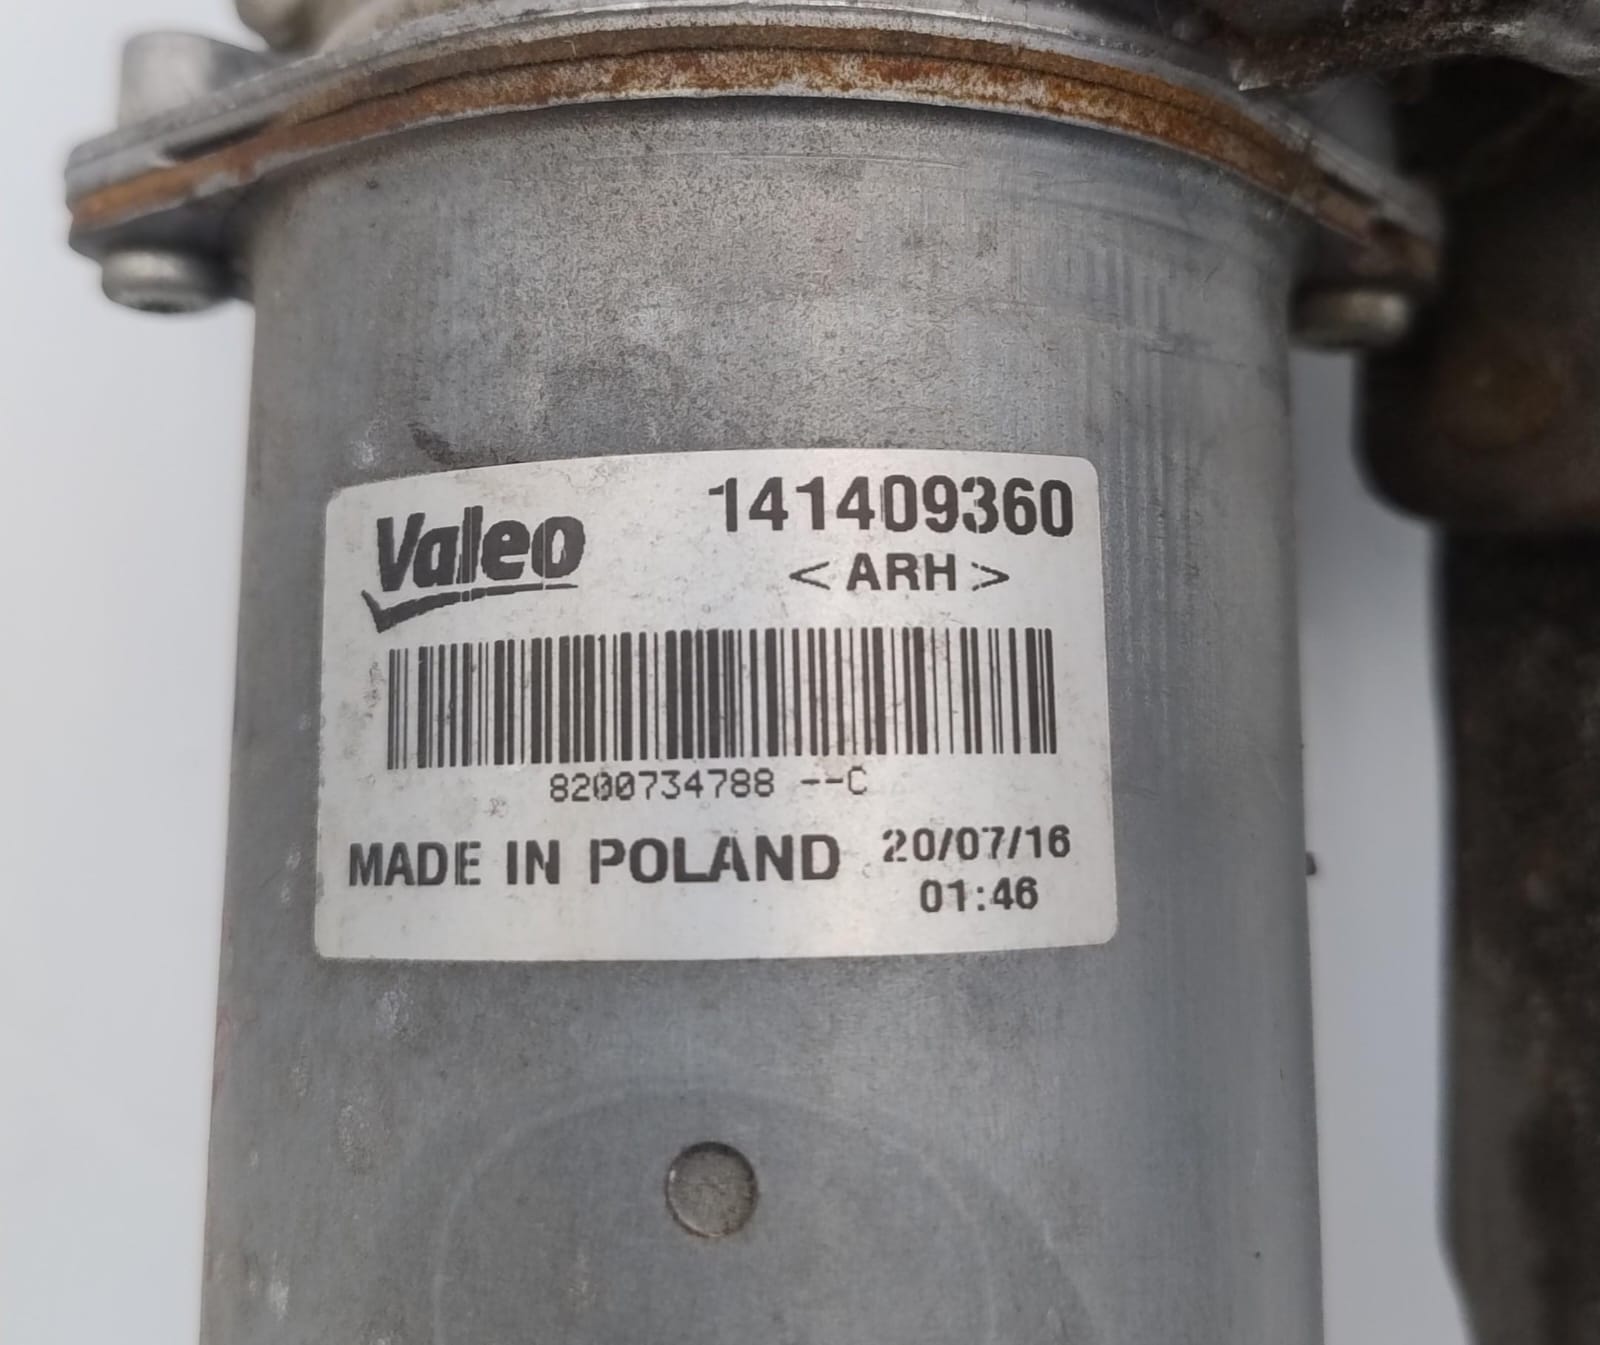 Valeo
141409360
<ARH>
8200734788 --C
MADE IN POLAND
20/07/16
01:46